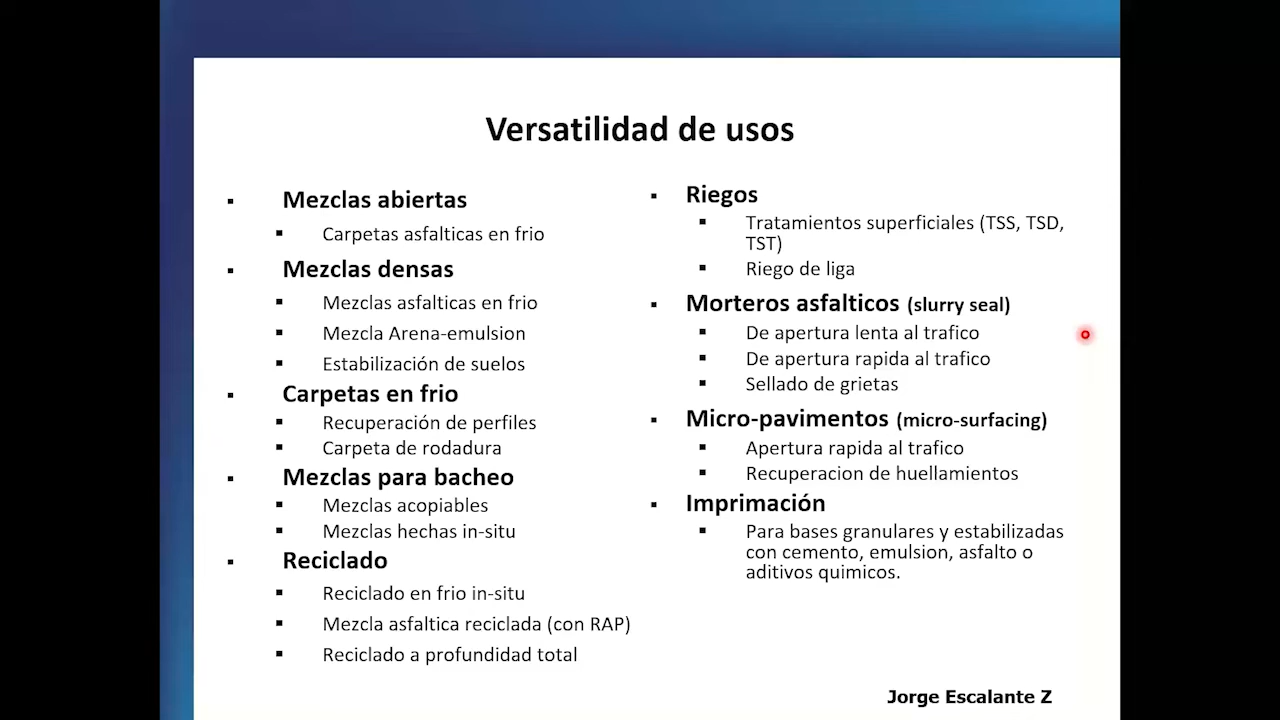 Versatilidad de usos
▪ Mezclas abiertas
▪ Carpetas asfalticas en frio
▪ Mezclas densas
▪ Mezclas asfalticas en frio
▪ Mezcla Arena-emulsion
▪ Estabilización de suelos
▪ Carpetas en frio
▪ Recuperación de perfiles
▪ Carpeta de rodadura
▪ Mezclas para bacheo
▪ Mezclas acopiables
▪ Mezclas hechas in-situ
▪ Reciclado
▪ Reciclado en frio in-situ
▪ Mezcla asfaltica reciclada (con RAP)
▪ Reciclado a profundidad total
▪ Riegos
▪ Tratamientos superficiales (TSS, TSD,
TST)
▪ Riego de liga
▪ Morteros asfalticos (slurry seal)
▪ De apertura lenta al trafico
▪ De apertura rapida al trafico
▪ Sellado de grietas
▪ Micro-pavimentos (micro-surfacing)
▪ Apertura rapida al trafico
▪ Recuperacion de huellamientos
▪ Imprimación
▪ Para bases granulares y estabilizadas
con cemento, emulsion, asfalto o
aditivos quimicos.
Jorge Escalante Z